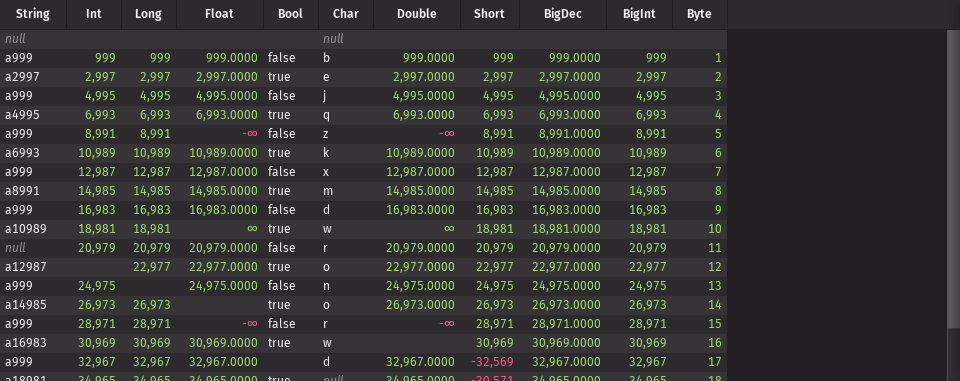 String Int Long Float Bool Char Double Short BigDec BigInt Byte
null null
a999 999 999 999.0000 false b 999.0000 999 999.0000 999 1
a2997 2,997 2,997 2,997.0000 true e 2,997.0000 2,997 2,997.0000 2,997 2
a999 4,995 4,995 4,995.0000 false j 4,995.0000 4,995 4,995.0000 4,995 3
a4995 6,993 6,993 6,993.0000 true q 6,993.0000 6,993 6,993.0000 6,993 4
a999 8,991 8,991 -∞ false z -∞ 8,991 8,991.0000 8,991 5
a6993 10,989 10,989 10,989.0000 true k 10,989.0000 10,989 10,989.0000 10,989 6
a999 12,987 12,987 12,987.0000 false x 12,987.0000 12,987 12,987.0000 12,987 7
a8991 14,985 14,985 14,985.0000 true m 14,985.0000 14,985 14,985.0000 14,985 8
a999 16,983 16,983 16,983.0000 false d 16,983.0000 16,983 16,983.0000 16,983 9
a10989 18,981 18,981 ∞ true w ∞ 18,981 18,981.0000 18,981 10
null 20,979 20,979 20,979.0000 false r 20,979.0000 20,979 20,979.0000 20,979 11
a12987 22,977 22,977.0000 true o 22,977.0000 22,977 22,977.0000 22,977 12
a999 24,975 24,975.0000 false n 24,975.0000 24,975 24,975.0000 24,975 13
a14985 26,973 26,973 true o 26,973.0000 26,973 26,973.0000 26,973 14
a999 28,971 28,971 -∞ false r -∞ 28,971 28,971.0000 28,971 15
a16983 30,969 30,969 30,969.0000 true w 30,969 30,969.0000 30,969 16
a999 32,967 32,967 32,967.0000 d 32,967.0000 -32,569 32,967.0000 32,967 17
a18981 34,965 34,965 34,965.0000 true null 34,965.0000 -30,571 34,965.0000 34,965 18